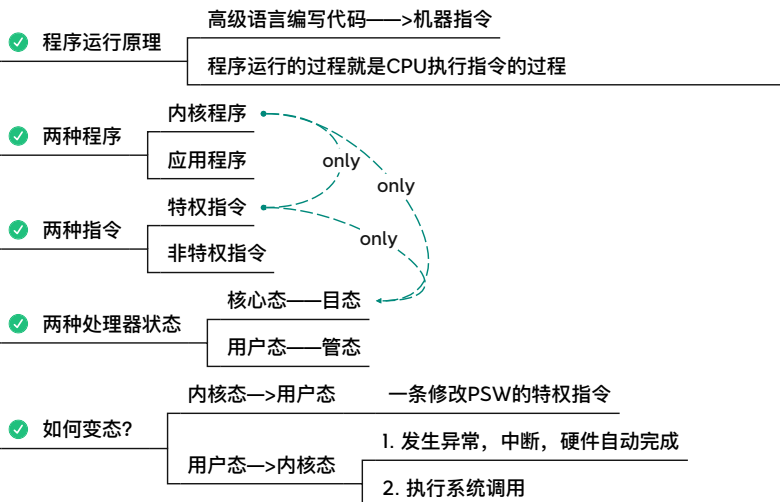 程序运行原理
高级语言编写代码——>机器指令
程序运行的过程就是CPU执行指令的过程
两种程序
内核程序
应用程序
only
only
两种指令
特权指令
非特权指令
only
两种处理器状态
核心态——目态
用户态——管态
如何变态?
内核态—>用户态
一条修改PSW的特权指令
用户态—>内核态
1. 发生异常，中断，硬件自动完成
2. 执行系统调用